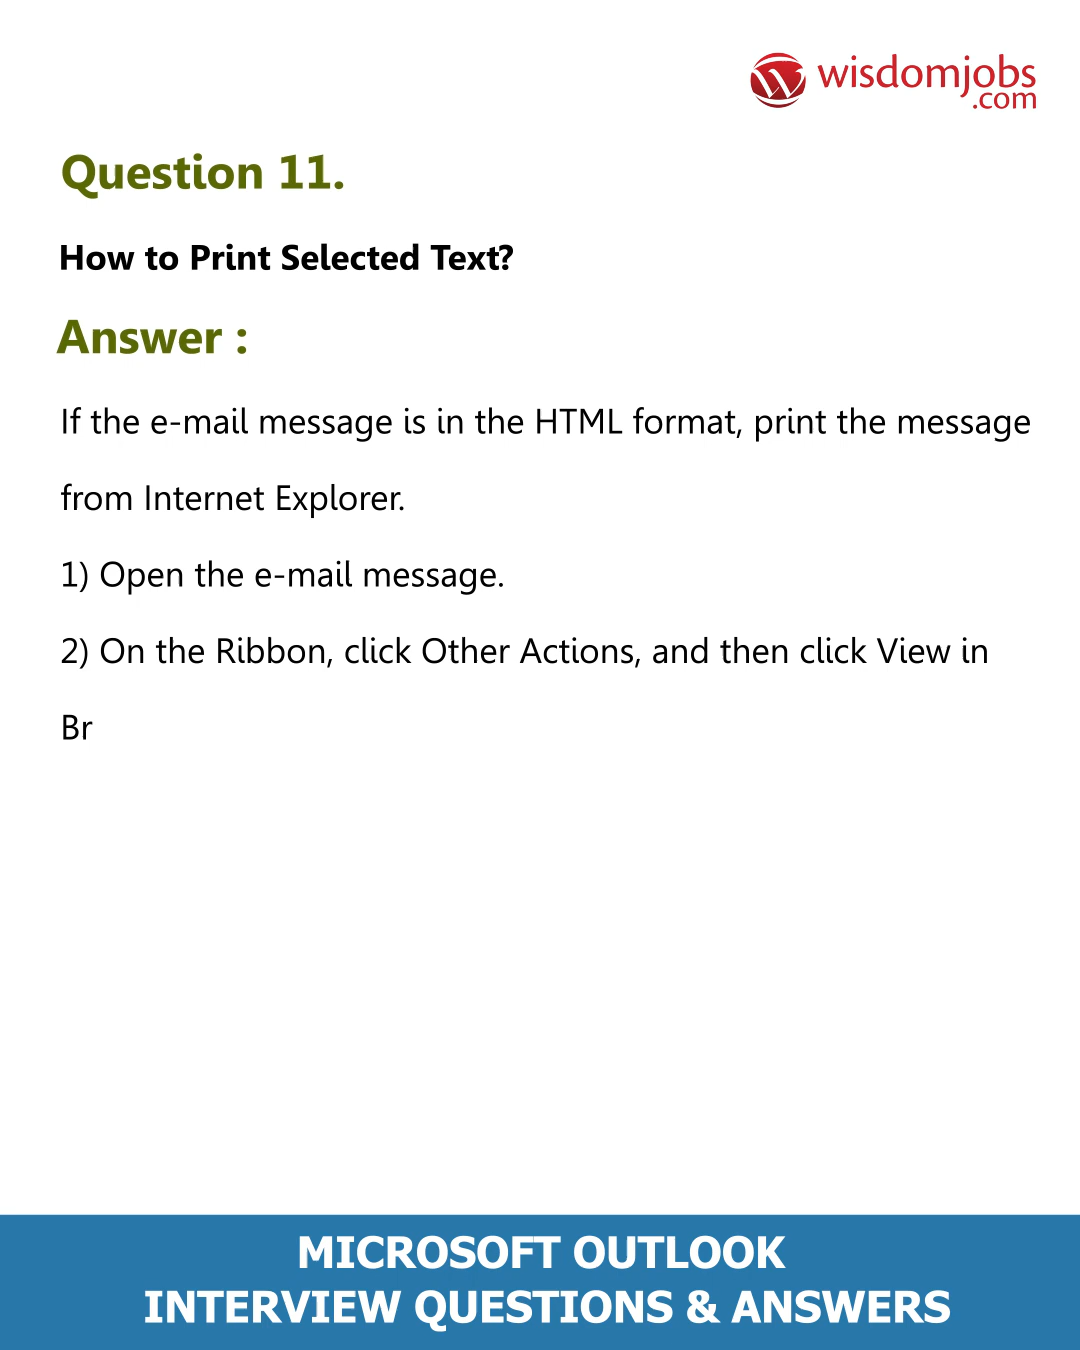 wisdomjobs
.com
Question 11.
How to Print Selected Text?
Answer :
If the e-mail message is in the HTML format, print the message
from Internet Explorer.
1) Open the e-mail message.
2) On the Ribbon, click Other Actions, and then click View in
Br
MICROSOFT OUTLOOK
INTERVIEW QUESTIONS & ANSWERS